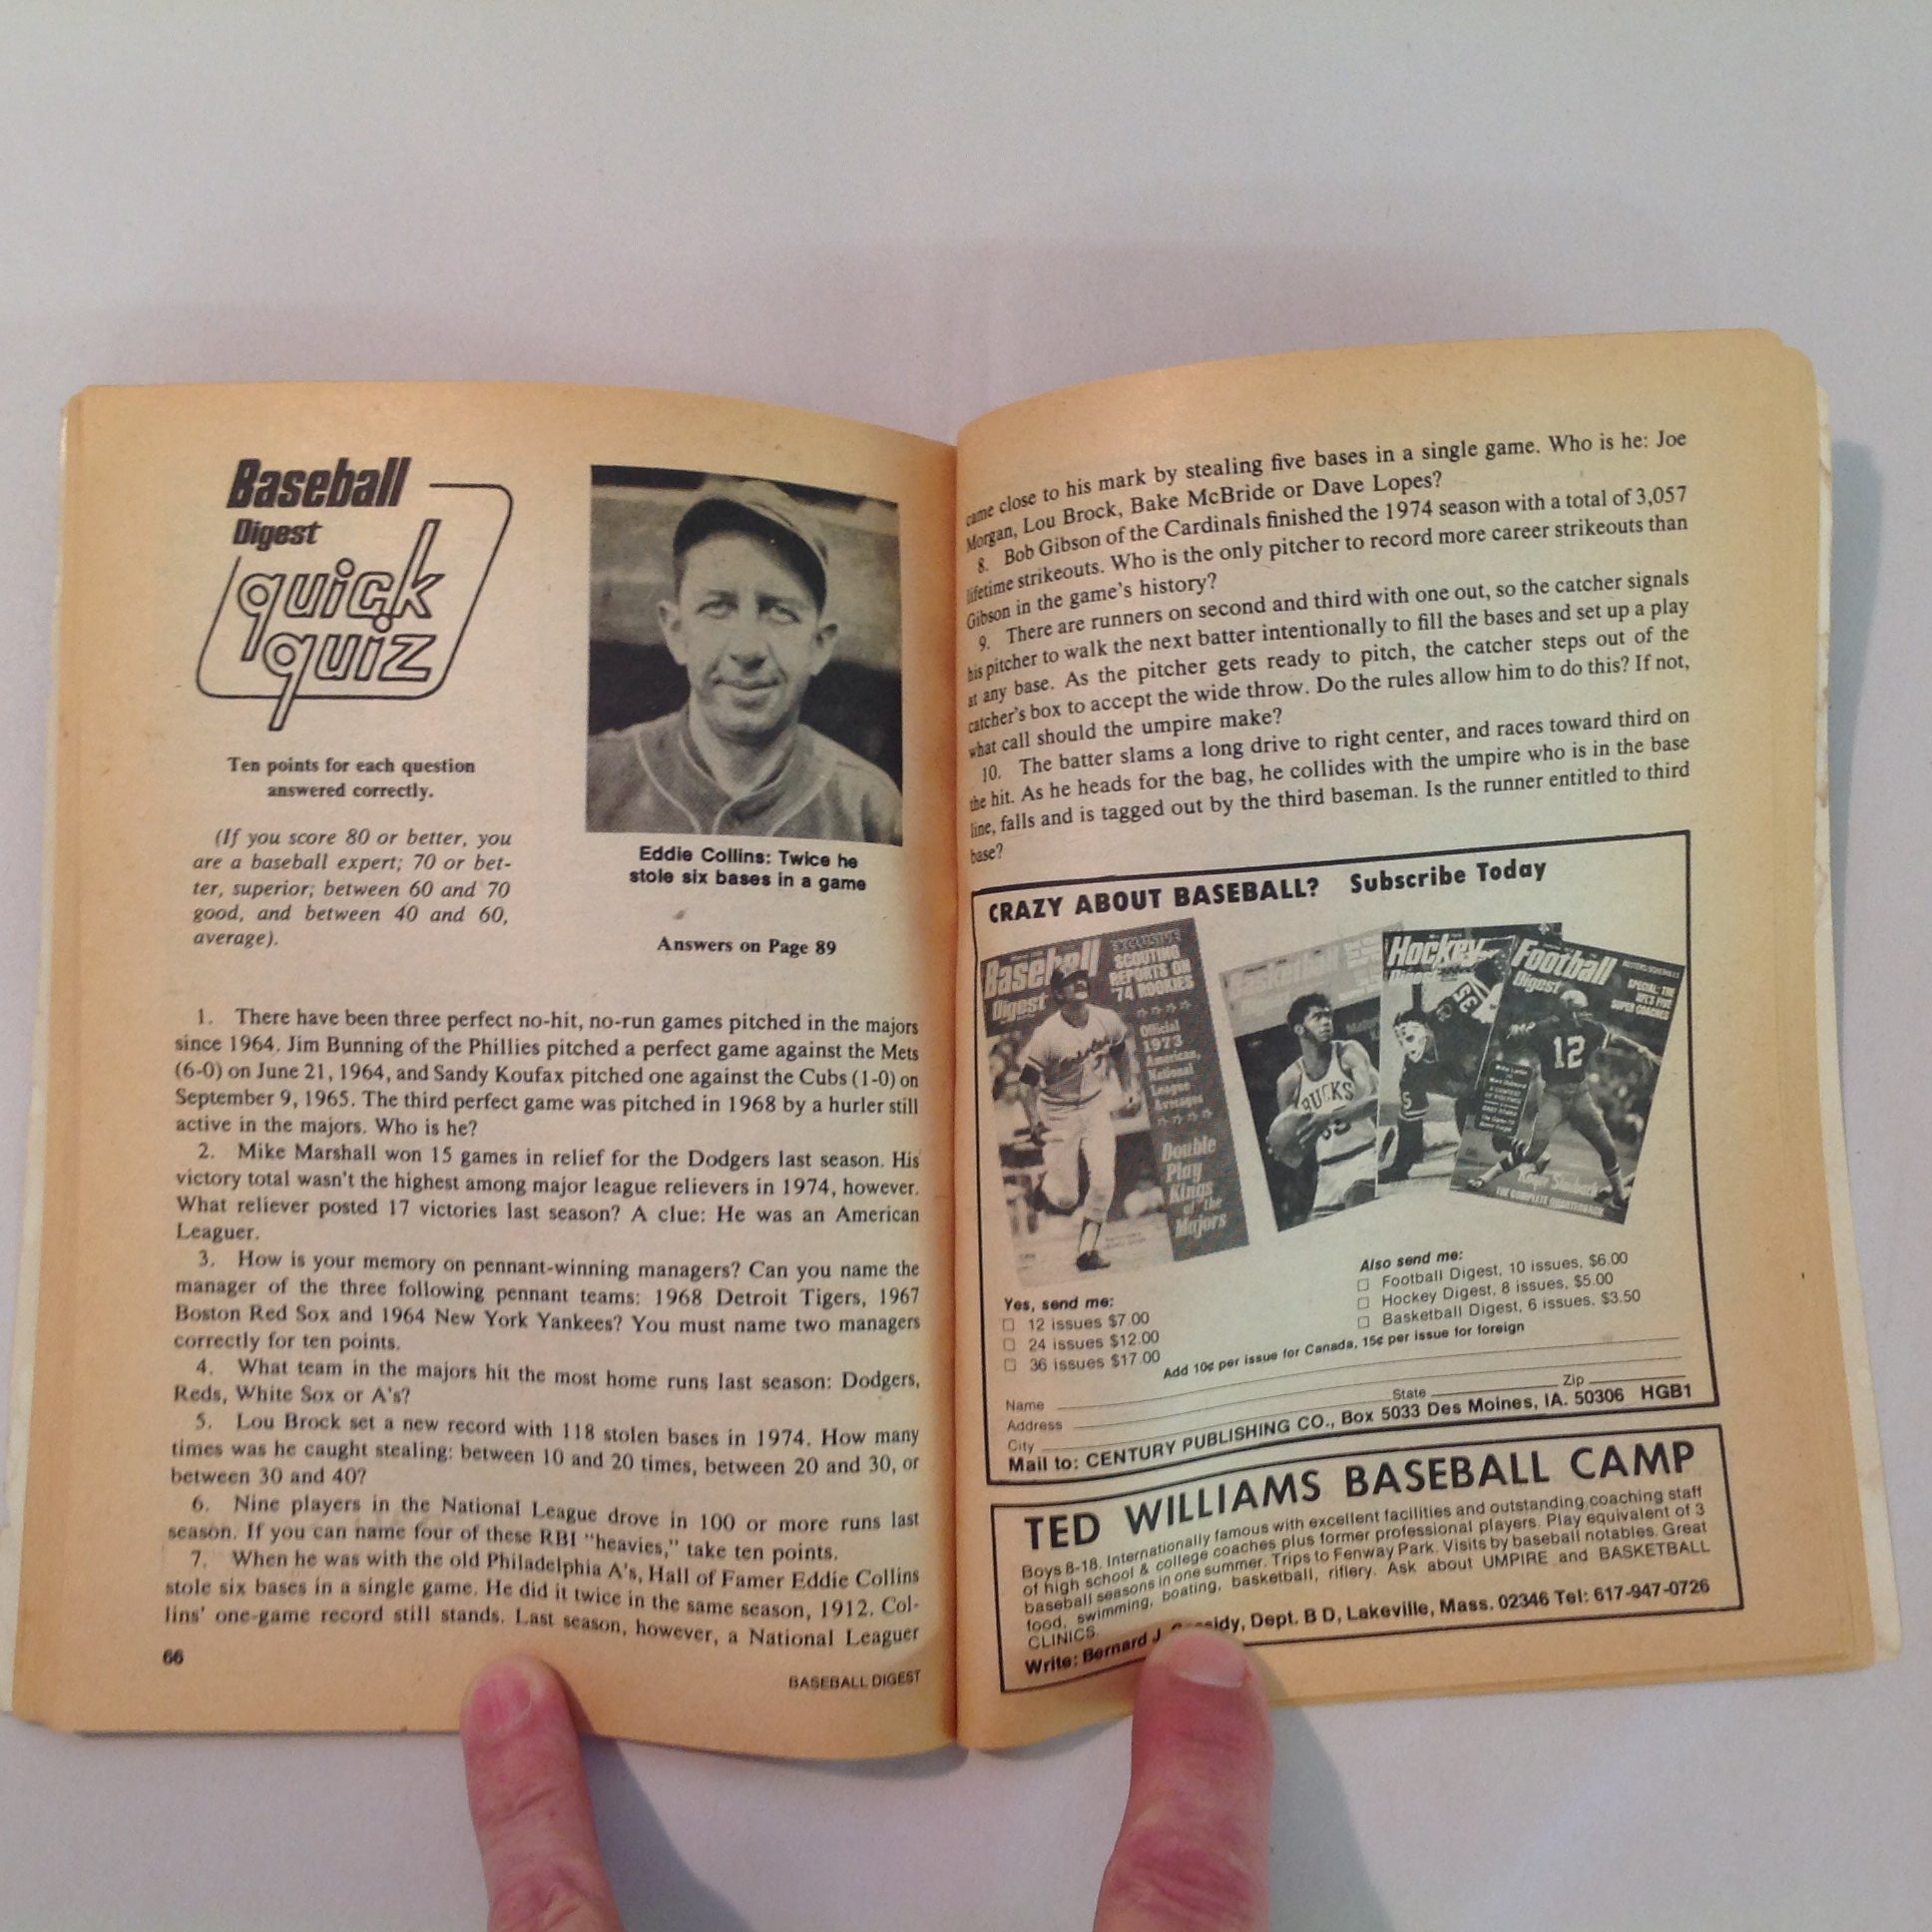 Baseball
Digest
quick
quiz
Ten points for each question
answered correctly.
(If you score 80 or better, you
are a baseball expert; 70 or bet-
ter, superior; between 60 and 70
good, and between 40 and 60,
average).
Eddie Collins: Twice he
stole six bases in a game
Answers on Page 89
1. There have been three perfect no-hit, no-run games pitched in the majors
since 1964. Jim Bunning of the Phillies pitched a perfect game against the Mets
(6-0) on June 21, 1964, and Sandy Koufax pitched one against the Cubs (1-0) on
September 9, 1965. The third perfect game was pitched in 1968 by a hurler still
active in the majors. Who is he?
2. Mike Marshall won 15 games in relief for the Dodgers last season. His
victory total wasn't the highest among major league relievers in 1974, however.
What reliever posted 17 victories last season? A clue: He was an American
Leaguer.
3. How is your memory on pennant-winning managers? Can you name the
manager of the three following pennant teams: 1968 Detroit Tigers, 1967
Boston Red Sox and 1964 New York Yankees? You must name two managers
correctly for ten points.
4. What team in the majors hit the most home runs last season: Dodgers,
Reds, White Sox or A's?
5. Lou Brock set a new record with 118 stolen bases in 1974. How many
times was he caught stealing: between 10 and 20 times, between 20 and 30, or
between 30 and 40?
6. Nine players in the National League drove in 100 or more runs last
season. If you can name four of these RBI "heavies," take ten points.
7. When he was with the old Philadelphia A's, Hall of Famer Eddie Collins
stole six bases in a single game. He did it twice in the same season, 1912. Col-
lins' one-game record still stands. Last season, however, a National Leaguer
66
BASEBALL DIGEST
came close to his mark by stealing five bases in a single game. Who is he: Joe
Morgan, Lou Brock, Bake McBride or Dave Lopes?
8. Bob Gibson of the Cardinals finished the 1974 season with a total of 3,057
lifetime strikeouts. Who is the only pitcher to record more career strikeouts than
Gibson in the game's history?
9. There are runners on second and third with one out, so the catcher signals
his pitcher to walk the next batter intentionally to fill the bases and set up a play
at any base. As the pitcher gets ready to pitch, the catcher steps out of the
catcher's box to accept the wide throw. Do the rules allow him to do this? If not,
what call should the umpire make?
10. The batter slams a long drive to right center, and races toward third on
the hit. As he heads for the bag, he collides with the umpire who is in the base
line, falls and is tagged out by the third baseman. Is the runner entitled to third
base?
CRAZY ABOUT BASEBALL? Subscribe Today
Baseball
Digest
EXCLUSIVE
SCOUTING
REPORTS ON
'74 ROOKIES
Official
1973
American,
National
League
Averages
Double
Play
Kings
of the
Majors
Basketball
BUCKS
Hockey
Digest
35
Football
Digest
SPECIAL: THE
NFL'S FIVE
SUPER COACHES
12
Roger Staubach
THE COMPLETE QUARTERBACK
Yes, send me:
12 issues $7.00
24 issues $12.00
36 issues $17.00
Also send me:
Football Digest, 10 issues, $6.00
Hockey Digest, 8 issues, $5.00
Basketball Digest, 6 issues, $3.50
Add 10¢ per issue for Canada, 15¢ per issue for foreign
Name
Address
City State Zip
Mail to: CENTURY PUBLISHING CO., Box 5033 Des Moines, IA. 50306 HGB1
TED WILLIAMS BASEBALL CAMP
Boys 8-18. Internationally famous with excellent facilities and outstanding coaching staff
of high school & college coaches plus former professional players. Play equivalent of 3
baseball seasons in one summer. Trips to Fenway Park. Visits by baseball notables. Great
food, swimming, boating, basketball, riflery. Ask about UMPIRE and BASKETBALL
CLINICS.
Write: Bernard J. Cassidy, Dept. B D, Lakeville, Mass. 02346 Tel: 617-947-0726